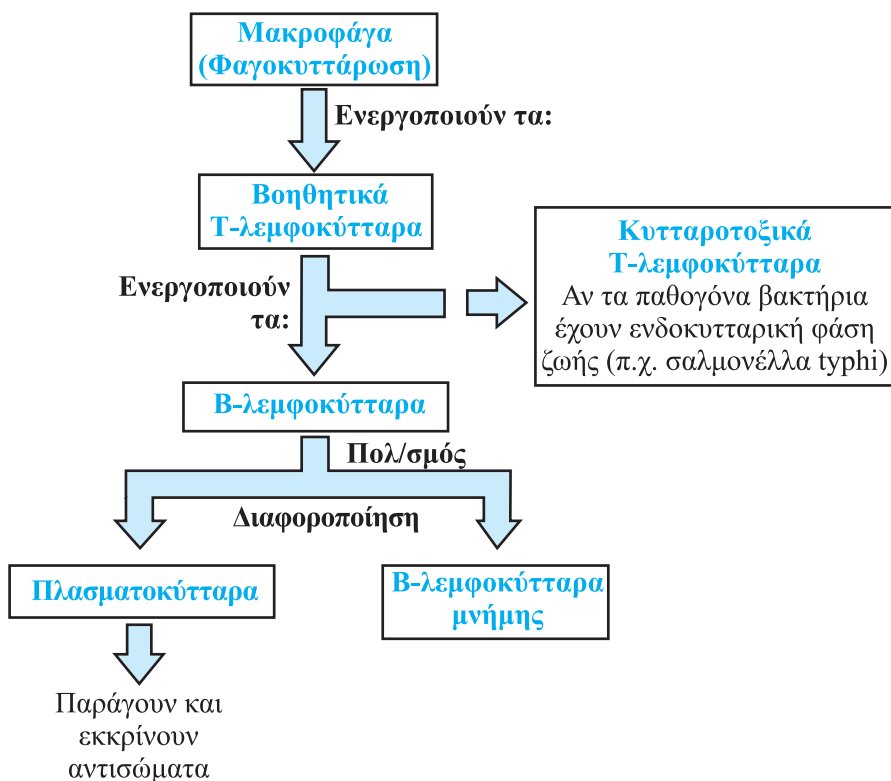 Μακροφάγα
(Φαγοκυττάρωση)
Ενεργοποιούν τα:
Βοηθητικά
Τ-λεμφοκύτταρα
Κυτταροτοξικά
Τ-λεμφοκύτταρα
Αν τα παθογόνα βακτήρια
έχουν ενδοκυτταρική φάση
ζωής (π.χ. σαλμονέλλα typhi)
Ενεργοποιούν
τα:
Β-λεμφοκύτταρα
Πολ/σμός
Διαφοροποίηση
Πλασματοκύτταρα
Β-λεμφοκύτταρα
μνήμης
Παράγουν και
εκκρίνουν
αντισώματα